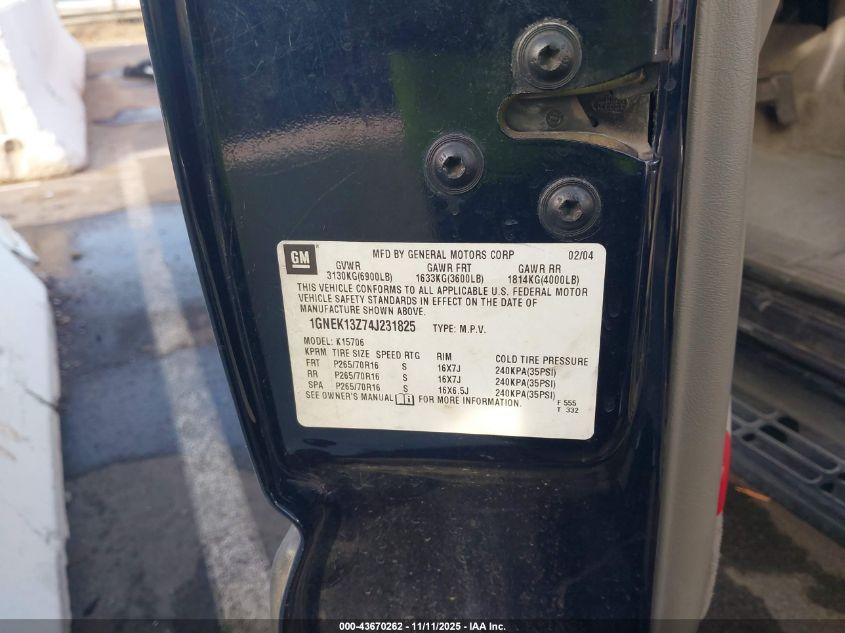 GM MFD BY GENERAL MOTORS CORP 02/04
GVWR GAWR FRT GAWR RR
3130KG(6900LB) 1633KG(3600LB) 1814KG(4000LB)
THIS VEHICLE CONFORMS TO ALL APPLICABLE U.S. FEDERAL MOTOR
VEHICLE SAFETY STANDARDS IN EFFECT ON THE DATE OF
MANUFACTURE SHOWN ABOVE.
1GNEK13Z74J231825 TYPE: M.P.V.
MODEL: K15706
KPRM TIRE SIZE SPEED RTG RIM COLD TIRE PRESSURE
FRT P265/70R16 S 16X7J 240KPA(35PSI)
RR P265/70R16 S 16X7J 240KPA(35PSI)
SPA P265/70R16 S 16X6.5J 240KPA(35PSI)
SEE OWNER'S MANUAL FOR MORE INFORMATION.
F 555
T 332
000-43670262 - 11/11/2025 - IAA Inc.